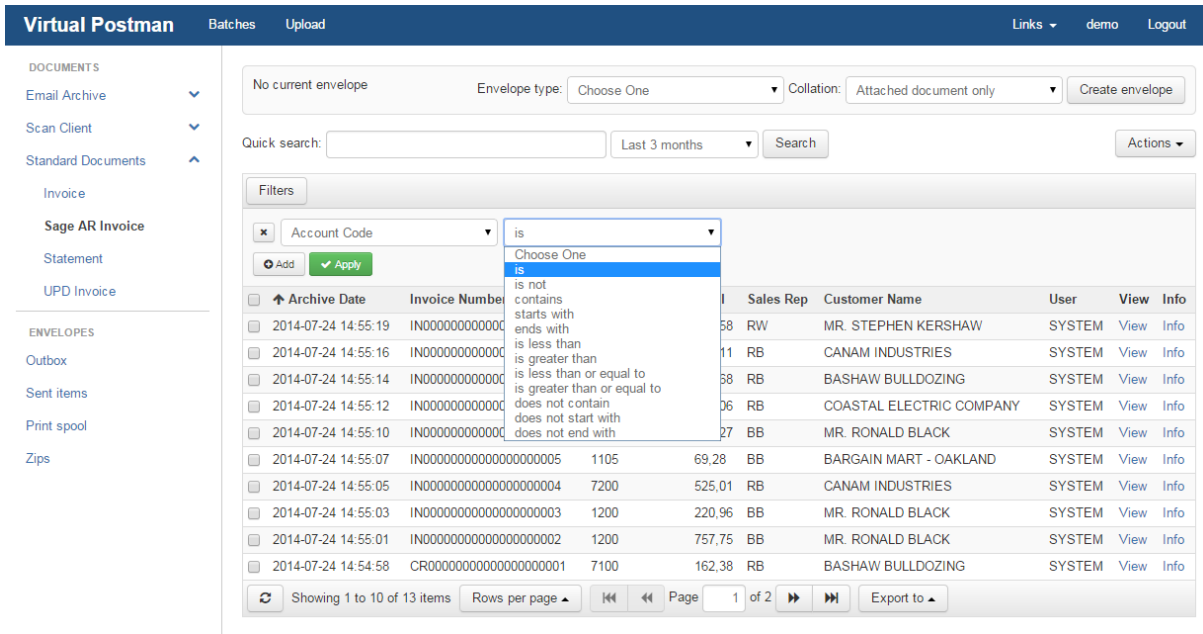 Virtual Postman Batches Upload Links demo Logout
DOCUMENTS
Email Archive
Scan Client
Standard Documents
Invoice
Sage AR Invoice
Statement
UPD Invoice
ENVELOPES
Outbox
Sent items
Print spool
Zips
No current envelope Envelope type: Choose One Collation: Attached document only Create envelope
Quick search: Last 3 months Search Actions
Filters
Account Code is
Add Apply
Choose One
is
is not
contains
starts with
ends with
is less than
is greater than
is less than or equal to
is greater than or equal to
does not contain
does not start with
does not end with
Archive Date Invoice Number Sales Rep Customer Name User View Info
2014-07-24 14:55:19 IN000000000000 58 RW MR. STEPHEN KERSHAW SYSTEM View Info
2014-07-24 14:55:16 IN000000000000 11 RB CANAM INDUSTRIES SYSTEM View Info
2014-07-24 14:55:14 IN000000000000 68 RB BASHAW BULLDOZING SYSTEM View Info
2014-07-24 14:55:12 IN000000000000 06 RB COASTAL ELECTRIC COMPANY SYSTEM View Info
2014-07-24 14:55:10 IN000000000000 27 BB MR. RONALD BLACK SYSTEM View Info
2014-07-24 14:55:07 IN00000000000000000005 1105 69,28 BB BARGAIN MART - OAKLAND SYSTEM View Info
2014-07-24 14:55:05 IN00000000000000000004 7200 525,01 RB CANAM INDUSTRIES SYSTEM View Info
2014-07-24 14:55:03 IN00000000000000000003 1200 220,96 BB MR. RONALD BLACK SYSTEM View Info
2014-07-24 14:55:01 IN00000000000000000002 1200 757,75 BB MR. RONALD BLACK SYSTEM View Info
2014-07-24 14:54:58 CR00000000000000000001 7100 162,38 RB BASHAW BULLDOZING SYSTEM View Info
Showing 1 to 10 of 13 items Rows per page Page 1 of 2 Export to